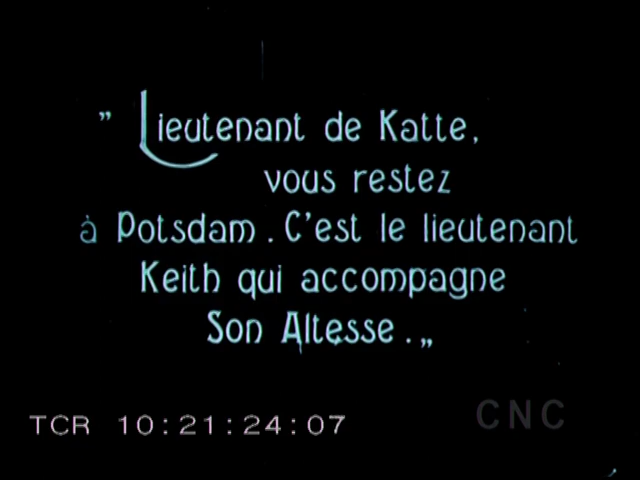 " Lieutenant de Katte,
vous restez
à Potsdam. C'est le lieutenant
Keith qui accompagne
Son Altesse. „
TCR 10:21:24:07
CNC